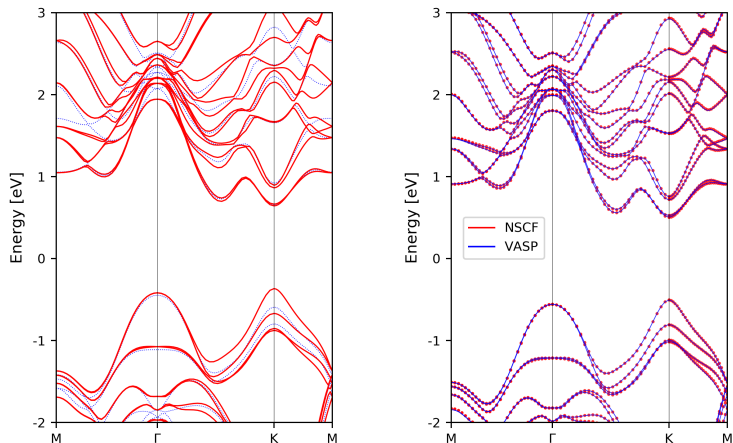 3
2
1
0
-1
-2
Energy [eV]
M Γ K M
3
2
1
0
-1
-2
Energy [eV]
NSCF
VASP
M Γ K M